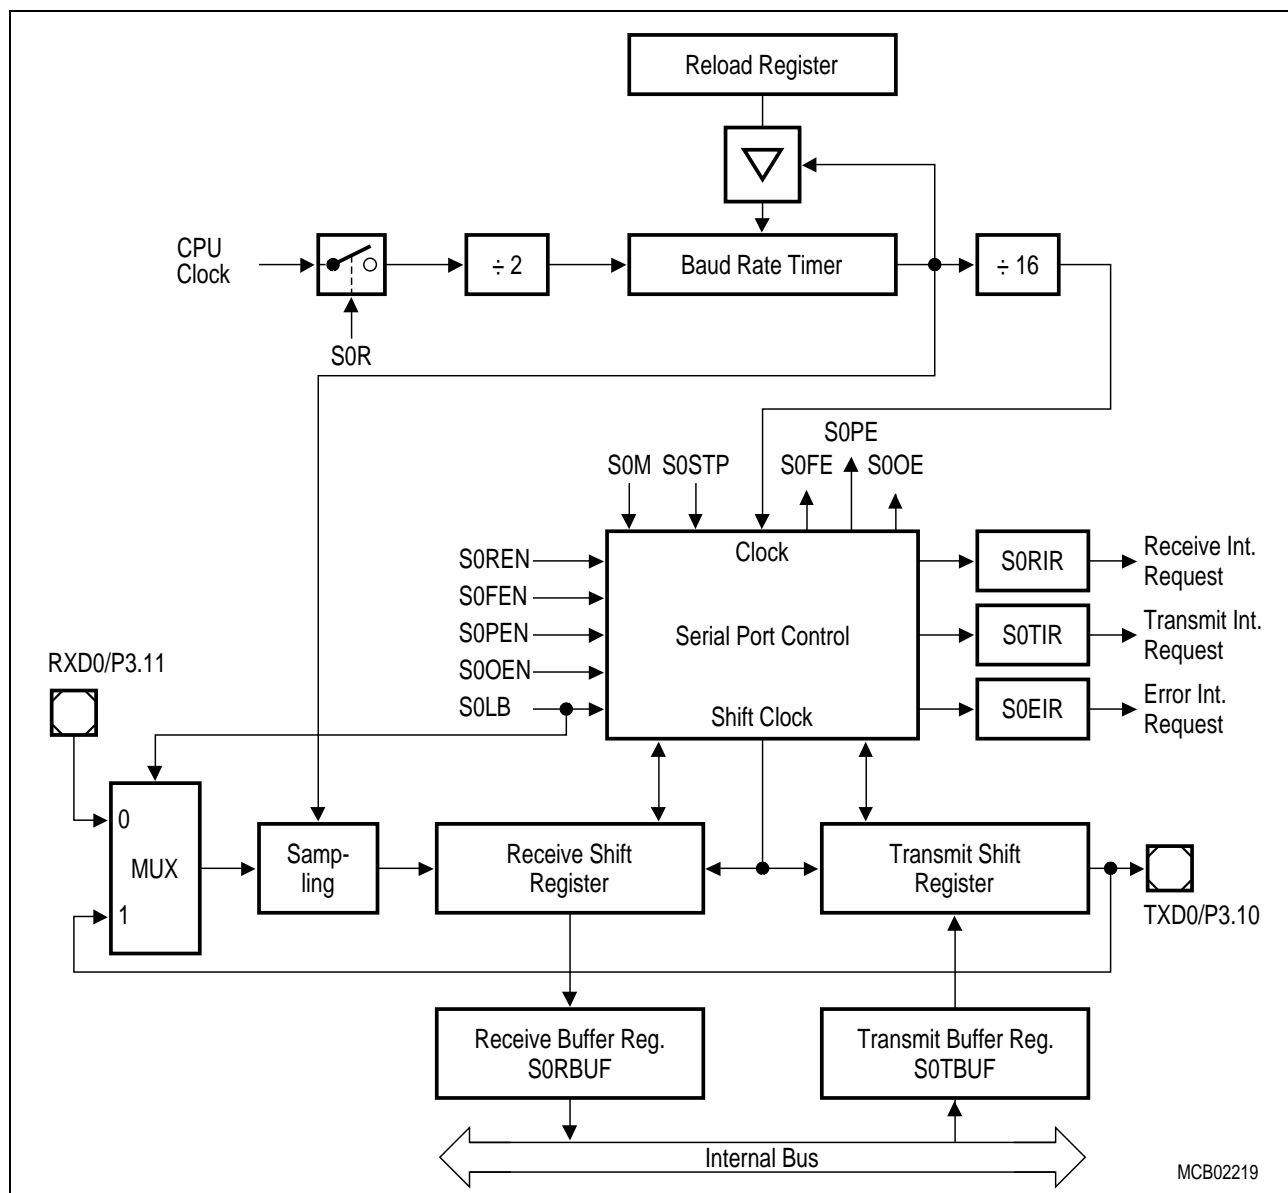 Reload Register
CPU
Clock
÷ 2
Baud Rate Timer
÷ 16
S0R
S0PE
S0M S0STP S0FE S0OE
Clock
S0REN
S0FEN
S0PEN
S0OEN
S0LB
Serial Port Control
Shift Clock
S0RIR
Receive Int.
Request
S0TIR
Transmit Int.
Request
S0EIR
Error Int.
Request
RXD0/P3.11
0
MUX
1
Samp-
ling
Receive Shift
Register
Transmit Shift
Register
TXD0/P3.10
Receive Buffer Reg.
S0RBUF
Transmit Buffer Reg.
S0TBUF
Internal Bus
MCB02219